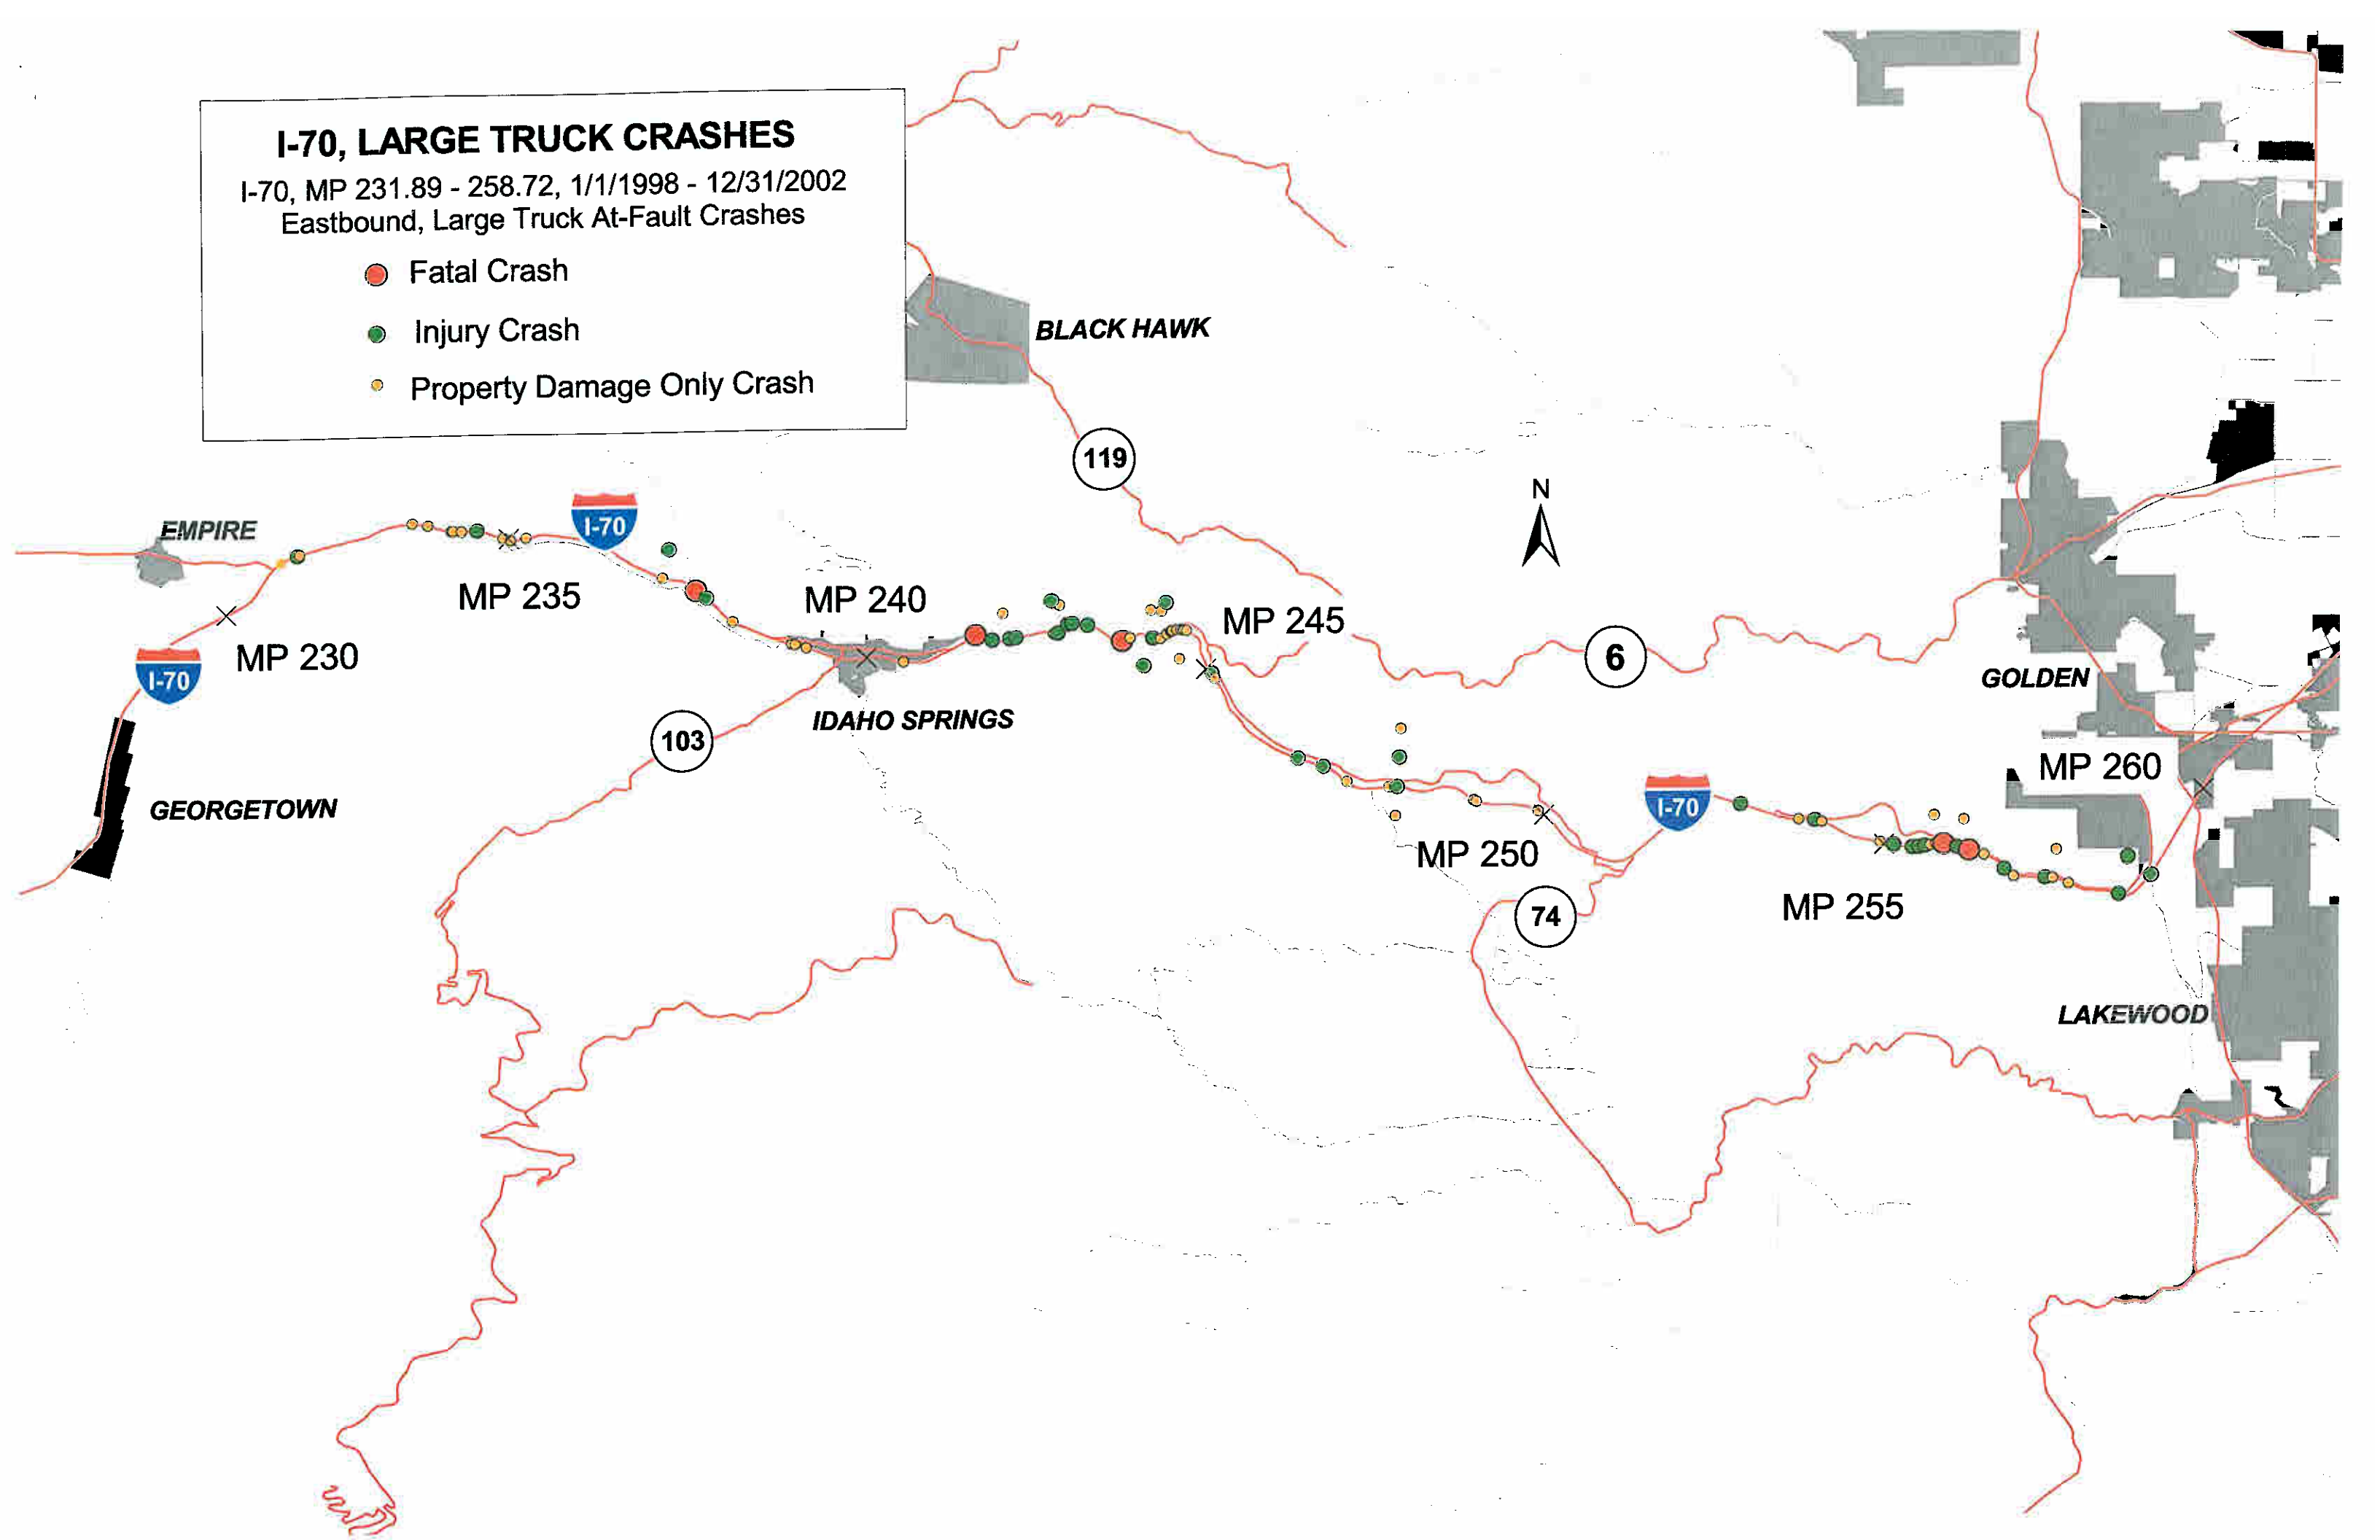 I-70, LARGE TRUCK CRASHES
I-70, MP 231.89 - 258.72, 1/1/1998 - 12/31/2002
Eastbound, Large Truck At-Fault Crashes
Fatal Crash
Injury Crash
Property Damage Only Crash
BLACK HAWK
119
N
EMPIRE
I-70
MP 235
MP 240
MP 245
MP 230
I-70
6
GOLDEN
IDAHO SPRINGS
103
MP 260
GEORGETOWN
I-70
MP 250
74
MP 255
LAKEWOOD